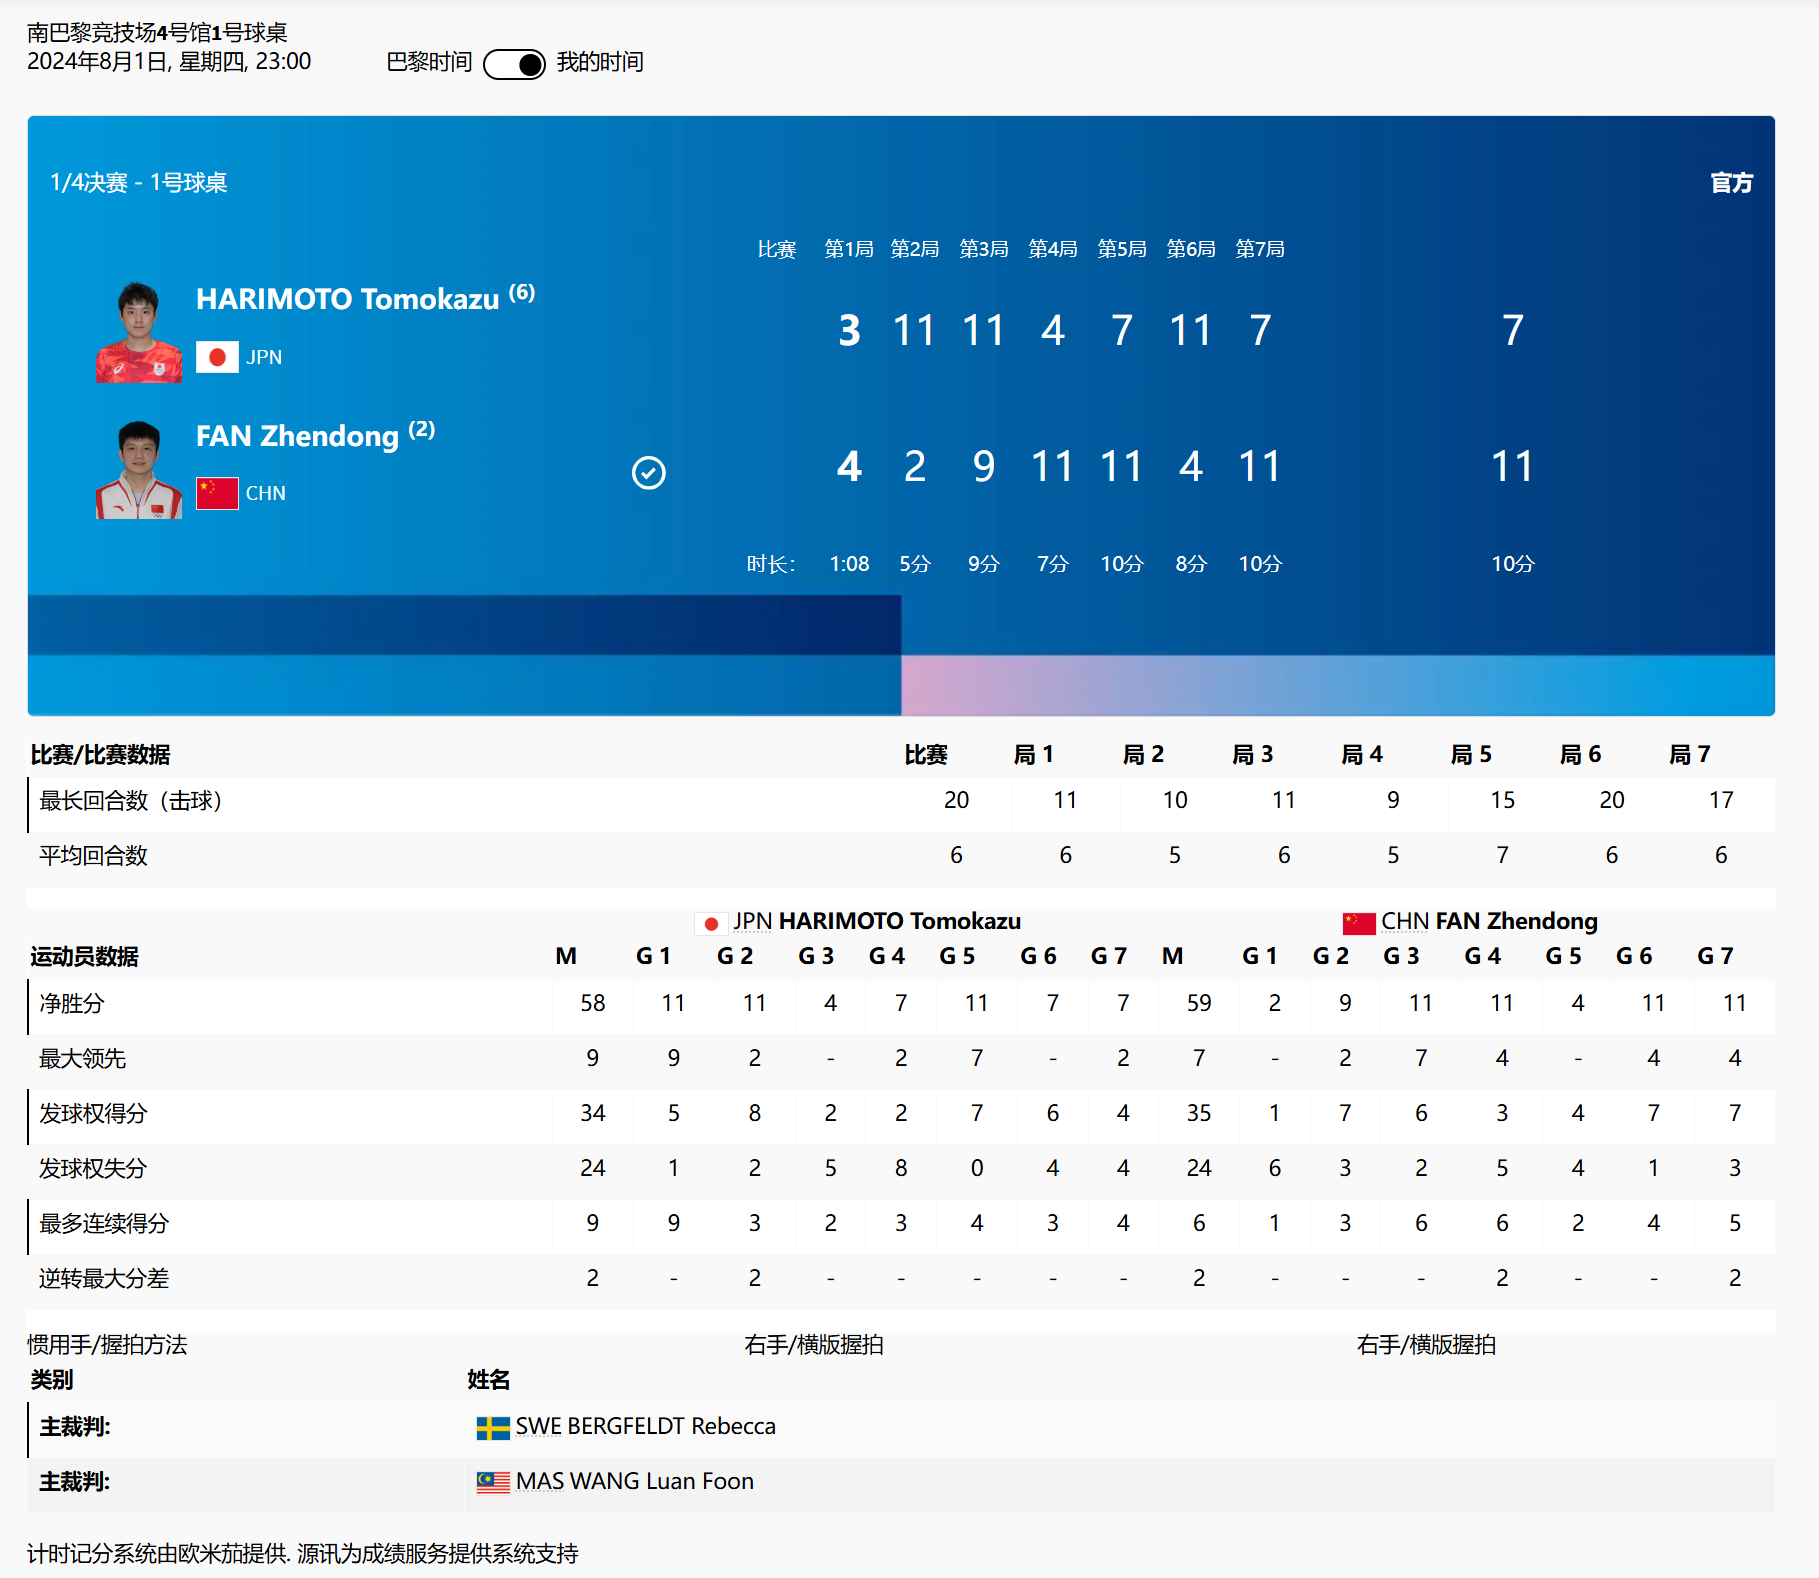 南巴黎竞技场4号馆1号球桌
2024年8月1日, 星期四, 23:00 巴黎时间 我的时间
1/4决赛 - 1号球桌 官方
比赛 第1局 第2局 第3局 第4局 第5局 第6局 第7局
HARIMOTO Tomokazu (6) 3 11 11 4 7 11 7 7
JPN
FAN Zhendong (2) 4 2 9 11 11 4 11 11
CHN
时长: 1:08 5分 9分 7分 10分 8分 10分 10分
比赛/比赛数据 比赛 局 1 局 2 局 3 局 4 局 5 局 6 局 7
最长回合数（击球） 20 11 10 11 9 15 20 17
平均回合数 6 6 5 6 5 7 6 6
JPN HARIMOTO Tomokazu CHN FAN Zhendong
运动员数据 M G 1 G 2 G 3 G 4 G 5 G 6 G 7 M G 1 G 2 G 3 G 4 G 5 G 6 G 7
净胜分 58 11 11 4 7 11 7 7 59 2 9 11 11 4 11 11
最大领先 9 9 2 - 2 7 - 2 7 - 2 7 4 - 4 4
发球权得分 34 5 8 2 2 7 6 4 35 1 7 6 3 4 7 7
发球权失分 24 1 2 5 8 0 4 4 24 6 3 2 5 4 1 3
最多连续得分 9 9 3 2 3 4 3 4 6 1 3 6 6 2 4 5
逆转最大分差 2 - 2 - - - - - 2 - - - 2 - - 2
惯用手/握拍方法 右手/横版握拍 右手/横版握拍
类别 姓名
主裁判: SWE BERGFELDT Rebecca
主裁判: MAS WANG Luan Foon
计时记分系统由欧米茄提供. 源讯为成绩服务提供系统支持